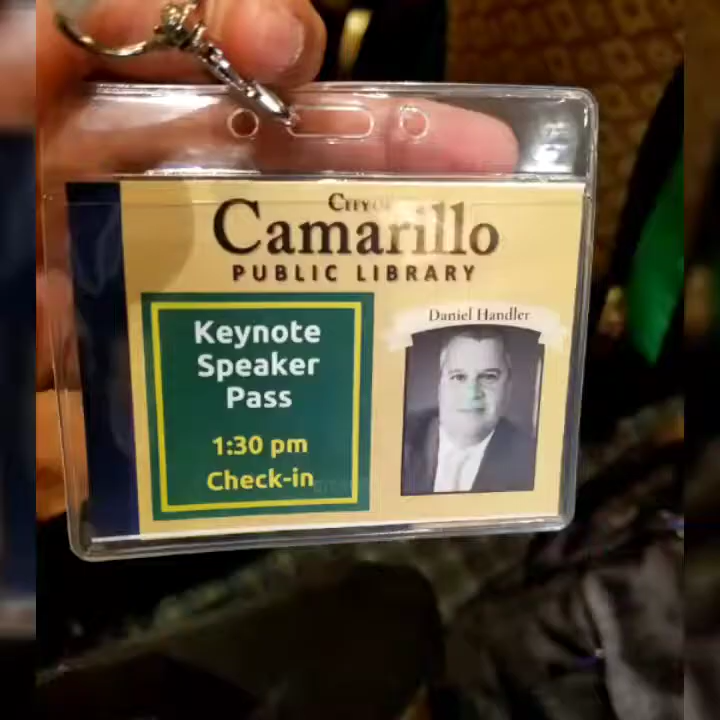 CITY OF
Camarillo
PUBLIC LIBRARY
Keynote
Speaker
Pass
1:30 pm
Check-in
Daniel Handler